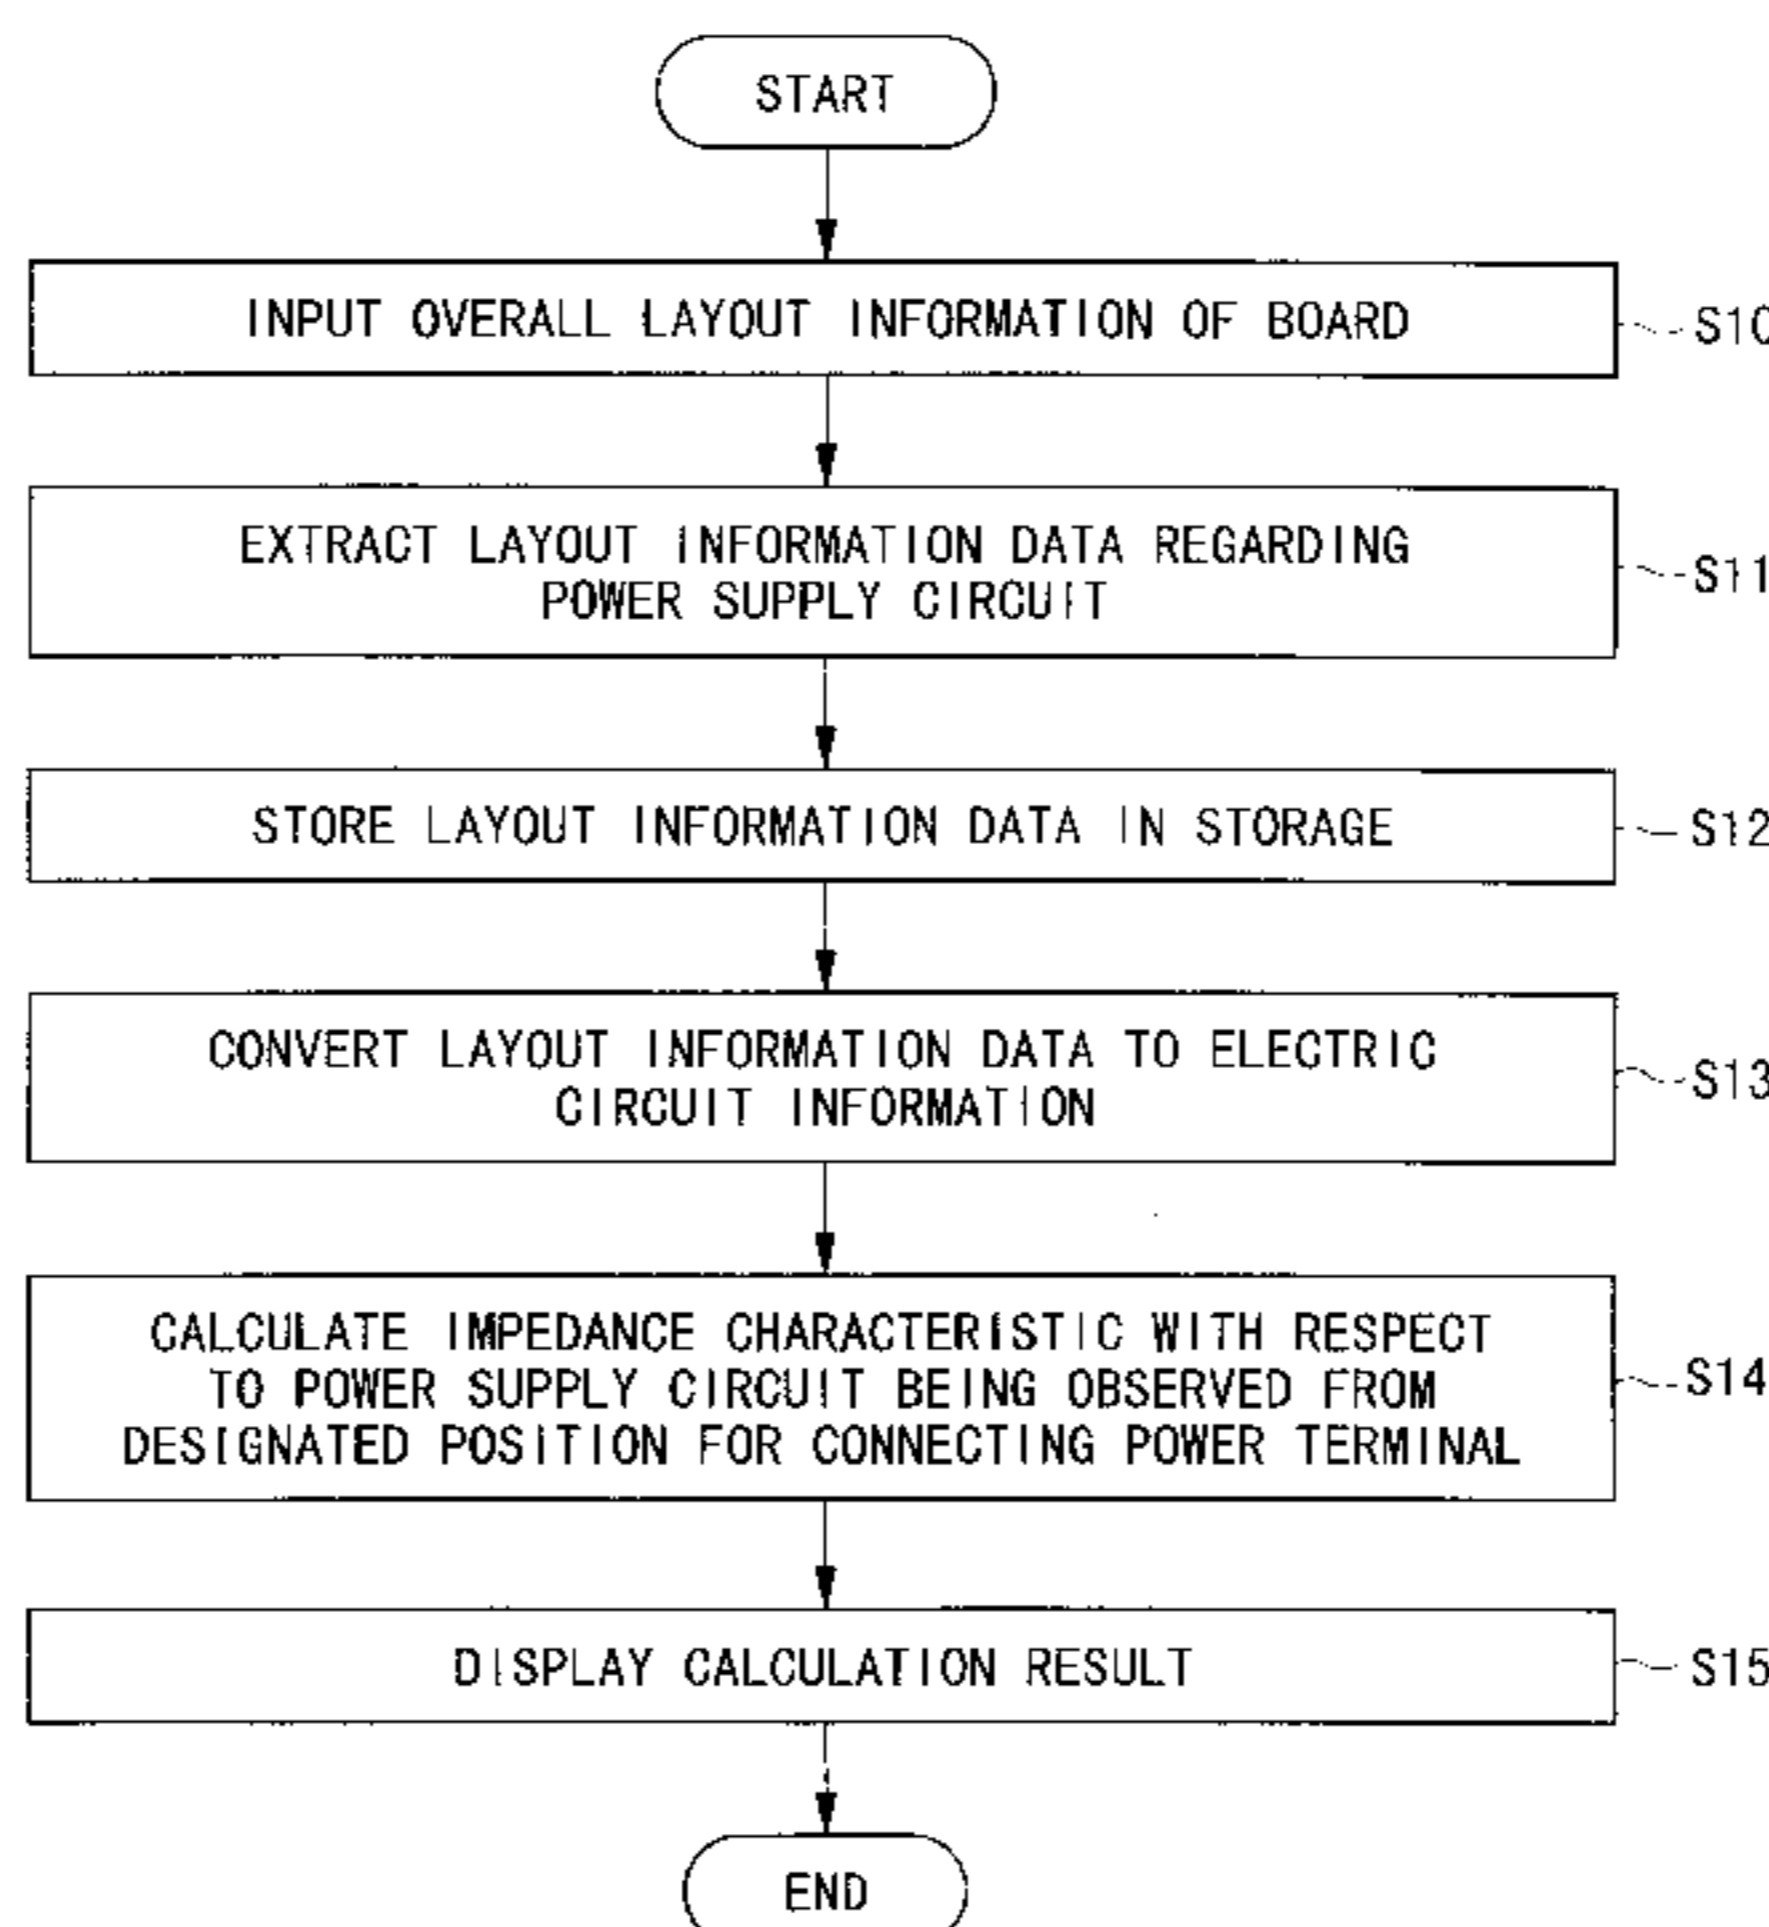 START
INPUT OVERALL LAYOUT INFORMATION OF BOARD
S10
EXTRACT LAYOUT INFORMATION DATA REGARDING
POWER SUPPLY CIRCUIT
S11
STORE LAYOUT INFORMATION DATA IN STORAGE
S12
CONVERT LAYOUT INFORMATION DATA TO ELECTRIC
CIRCUIT INFORMATION
S13
CALCULATE IMPEDANCE CHARACTERISTIC WITH RESPECT
TO POWER SUPPLY CIRCUIT BEING OBSERVED FROM
DESIGNATED POSITION FOR CONNECTING POWER TERMINAL
S14
DISPLAY CALCULATION RESULT
S15
END